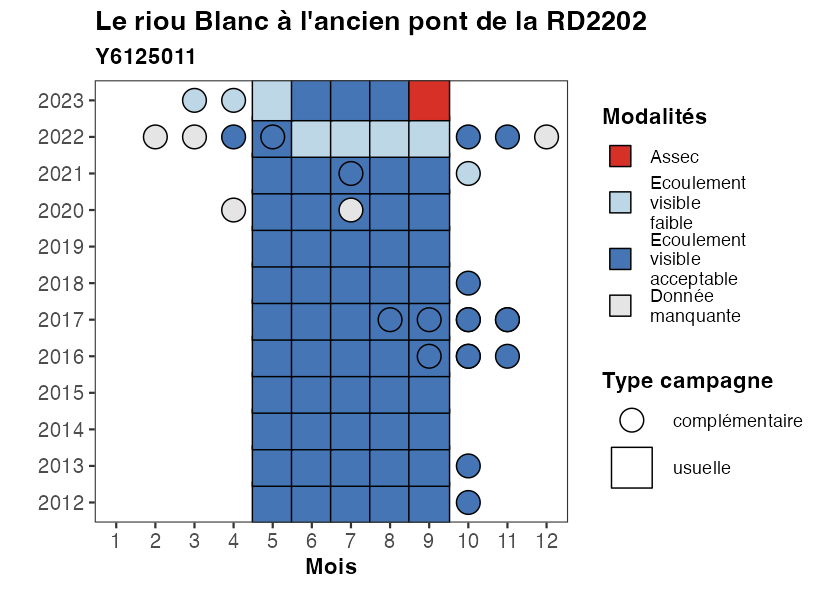 Le riou Blanc à l'ancien pont de la RD2202
Y6125011
2023
2022
2021
2020
2019
2018
2017
2016
2015
2014
2013
2012
1 2 3 4 5 6 7 8 9 10 11 12
Mois
Modalités
Assec
Ecoulement
visible
faible
Ecoulement
visible
acceptable
Donnée
manquante
Type campagne
complémentaire
usuelle